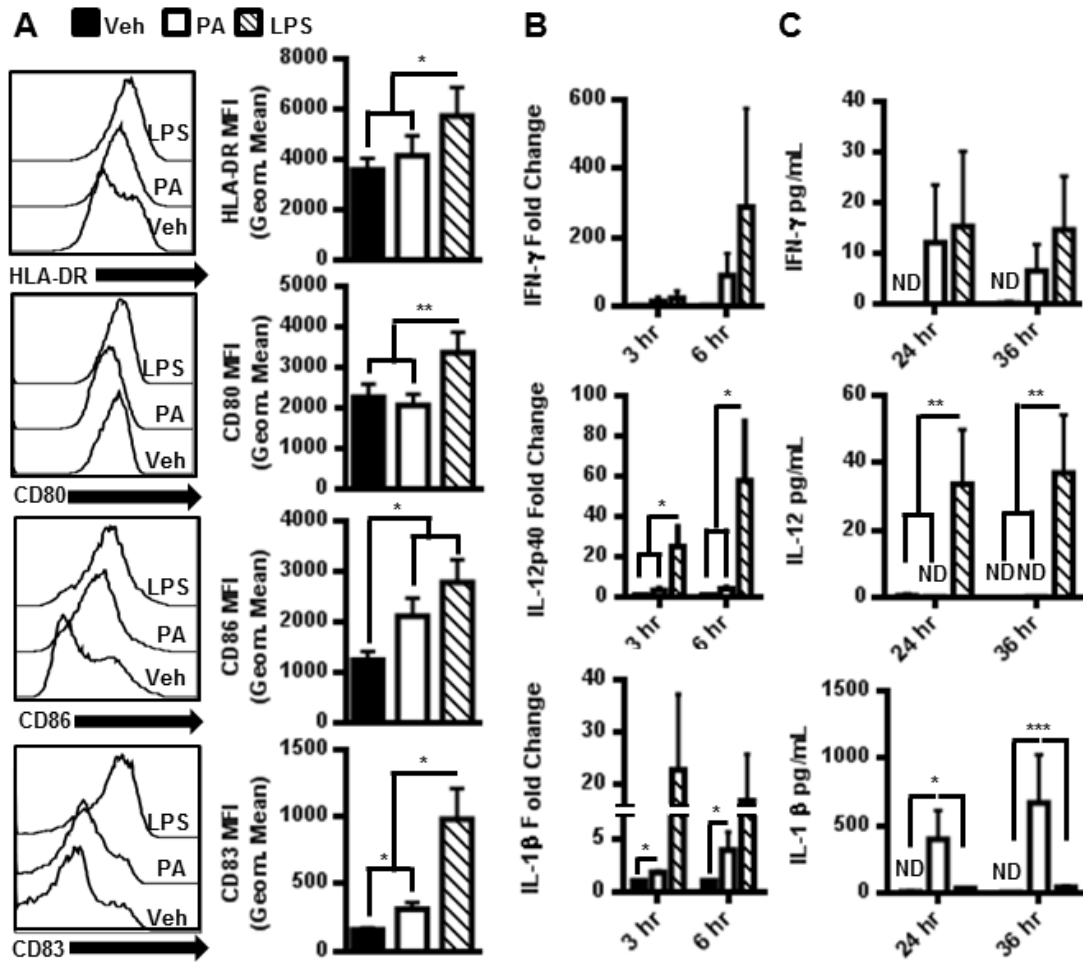 A Veh PA LPS
LPS
PA
Veh
HLA-DR
HLA-DR MFI
(Geom. Mean)
8000
6000
4000
2000
0
*
LPS
PA
Veh
CD80
CD80 MFI
(Geom. Mean)
5000
4000
3000
2000
1000
0
**
LPS
PA
Veh
CD86
CD86 MFI
(Geom. Mean)
4000
3000
2000
1000
0
*
LPS
PA
Veh
CD83
CD83 MFI
(Geom. Mean)
1500
1000
500
0
*
*
B
IFN-γ Fold Change
600
400
200
0
3 hr
6 hr
IL-12p40 Fold Change
100
80
60
40
20
0
*
*
3 hr
6 hr
IL-1β Fold Change
40
30
20
5
0
*
*
3 hr
6 hr
C
IFN-γ pg/mL
40
30
20
10
0
ND
ND
24 hr
36 hr
IL-12 pg/mL
60
40
20
0
**
**
ND
ND ND
24 hr
36 hr
IL-1 β pg/mL
1500
1000
500
0
*
***
ND
ND
24 hr
36 hr